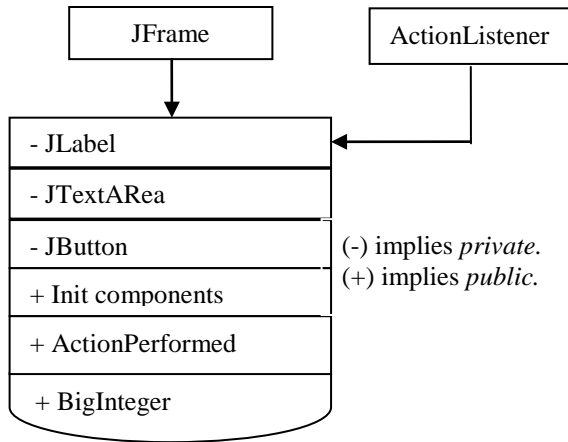 JFrame
ActionListener
- JLabel
- JTextARea
- JButton
(-) implies private.
(+) implies public.
+ Init components
+ ActionPerformed
+ BigInteger